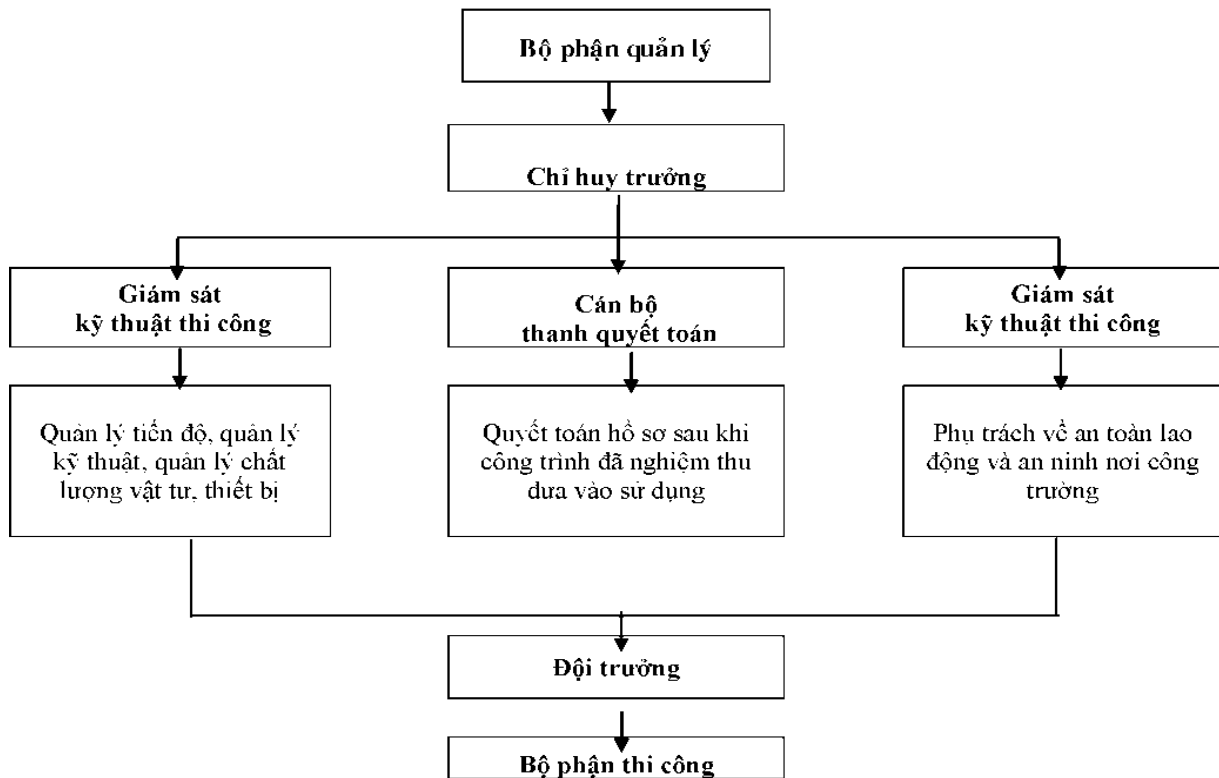 Bộ phận quản lý
Chỉ huy trưởng
Giám sát
kỹ thuật thi công
Cán bộ
thanh quyết toán
Giám sát
kỹ thuật thi công
Quản lý tiến độ, quản lý
kỹ thuật, quản lý chất
lượng vật tư, thiết bị
Quyết toán hồ sơ sau khi
công trình đã nghiệm thu
đưa vào sử dụng
Phụ trách về an toàn lao
động và an ninh nơi công
trường
Đội trưởng
Bộ phận thi công